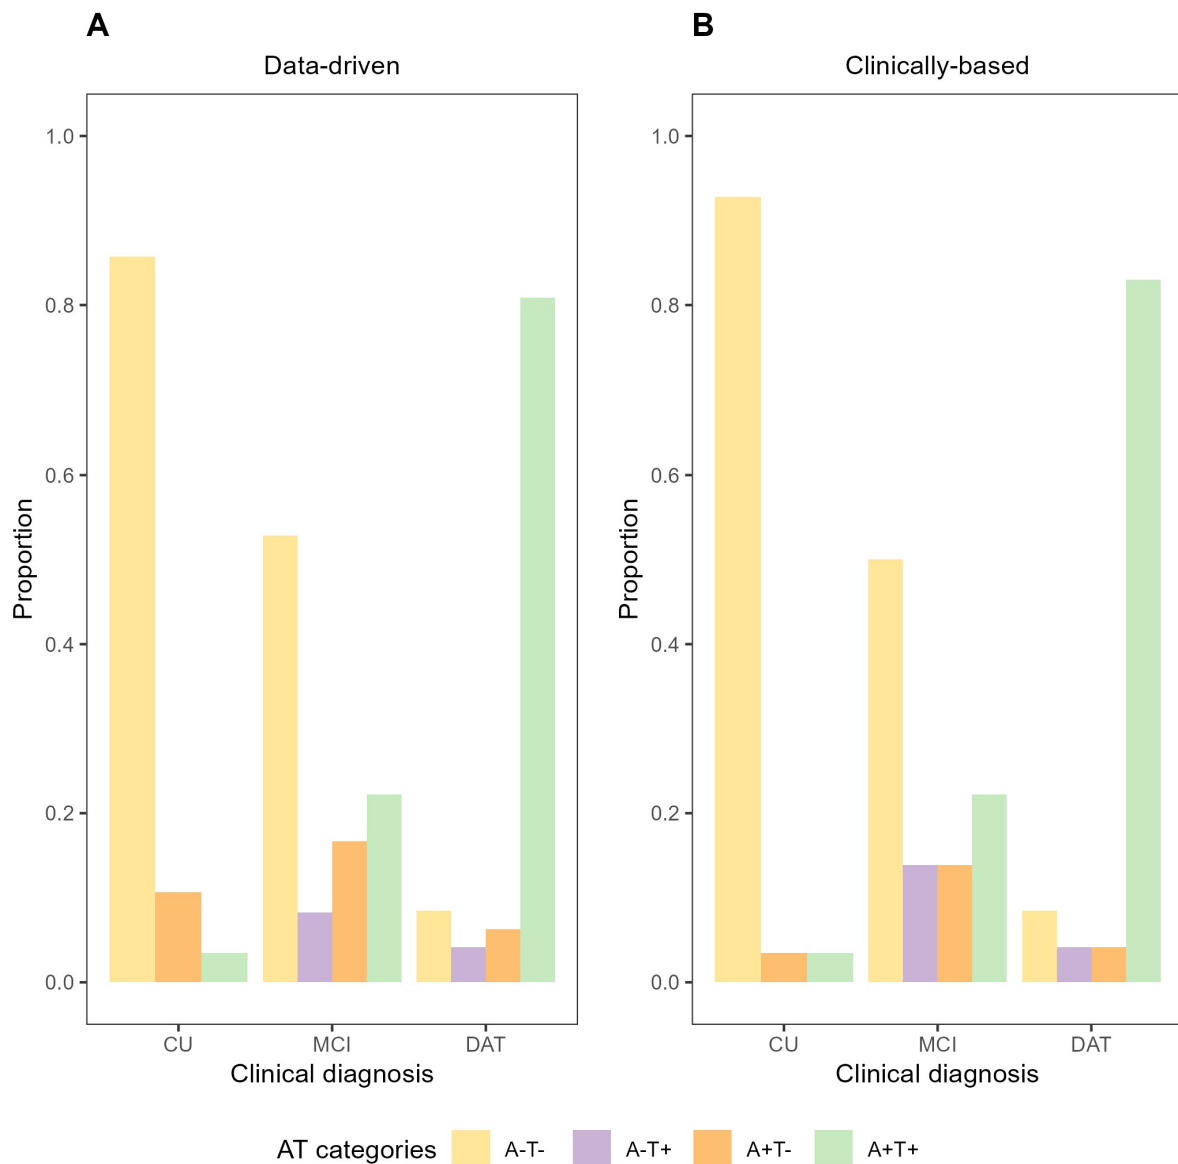 A
Data-driven
1.0
0.8
0.6
0.4
0.2
0.0
Proportion
CU MCI DAT
Clinical diagnosis
B
Clinically-based
1.0
0.8
0.6
0.4
0.2
0.0
Proportion
CU MCI DAT
Clinical diagnosis
AT categories A-T- A-T+ A+T- A+T+